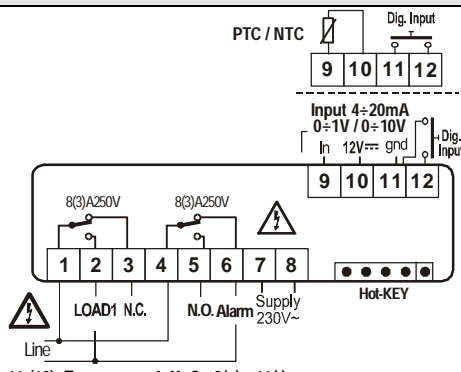 PTC / NTC
Dig. Input
9 10 11 12
Input 4÷20mA
0÷1V / 0÷10V
In 12V gnd
Dig.
Input
9 10 11 12
8(3)A250V 8(3)A250V
1 2 3 4 5 6 7 8
LOAD1 N.C. N.O. Alarm Supply
230V~
Hot-KEY
Line